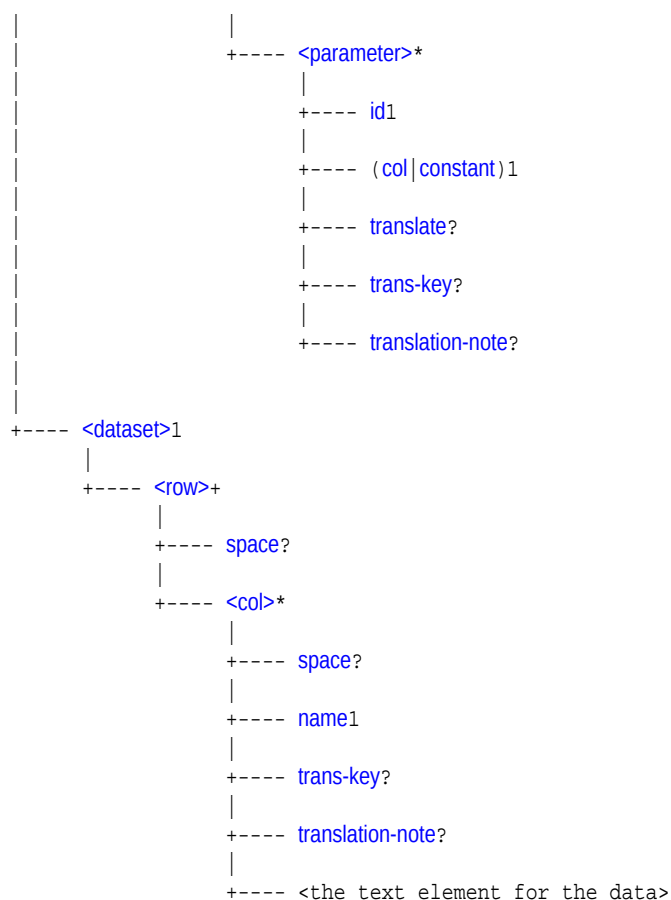 |                    |
|                    +---- <parameter>*
|                           |
|                           +---- id1
|                           |
|                           +---- (col|constant)1
|                           |
|                           +---- translate?
|                           |
|                           +---- trans-key?
|                           |
|                           +---- translation-note?
|
|
+---- <dataset>1
       |
       +---- <row>+
              |
              +---- space?
              |
              +---- <col>*
                     |
                     +---- space?
                     |
                     +---- name1
                     |
                     +---- trans-key?
                     |
                     +---- translation-note?
                     |
                     +---- <the text element for the data>